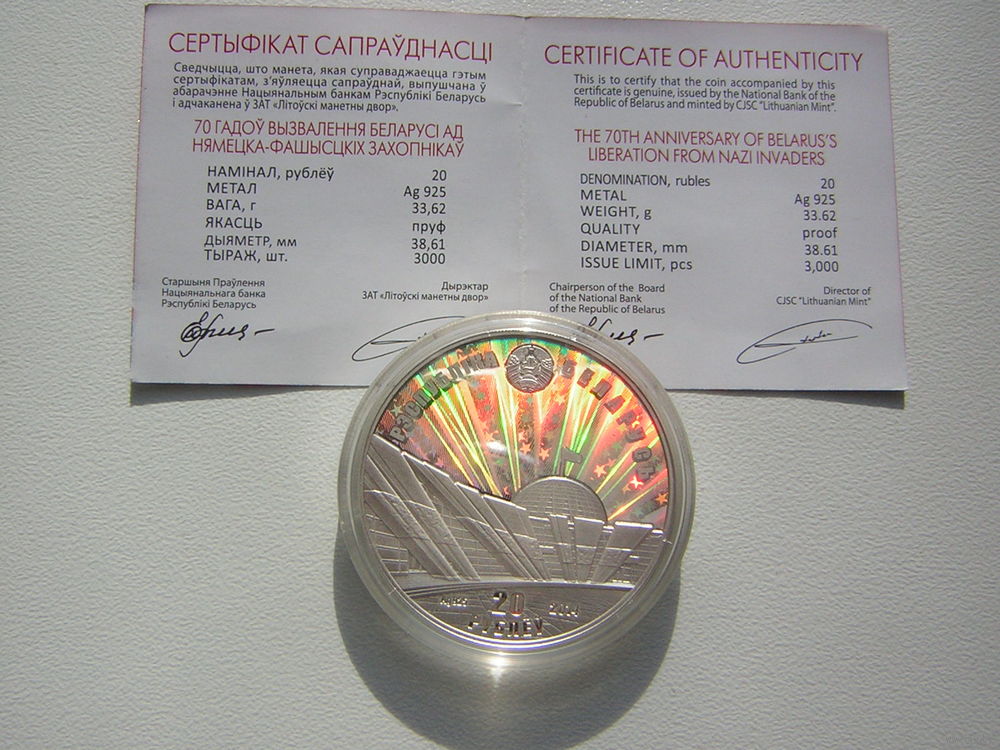 СЕРТЫФІКАТ САПРАЎДНАСЦІ
Сведчыцца, што манета, якая суправаджаецца гэтым
сертыфікатам, з'яўляецца сапраўднай, выпушчана ў
абарачэнне Нацыянальным банкам Рэспублікі Беларусь
і адчаканена ў ЗАТ «Літоўскі манетны двор».
70 ГАДОЎ ВЫЗВАЛЕННЯ БЕЛАРУСІ АД
НЯМЕЦКА-ФАШЫСЦКІХ ЗАХОПНІКАЎ
НАМІНАЛ, рублёў 20
МЕТАЛ Ag 925
ВАГА, г 33,62
ЯКАСЦЬ пруф
ДЫЯМЕТР, мм 38,61
ТЫРАЖ, шт. 3000
Старшыня Праўлення
Нацыянальнага банка
Рэспублікі Беларусь
Дырэктар
ЗАТ «Літоўскі манетны двор»
CERTIFICATE OF AUTHENTICITY
This is to certify that the coin accompanied by this
certificate is genuine, issued by the National Bank of the
Republic of Belarus and minted by CJSC "Lithuanian Mint".
THE 70TH ANNIVERSARY OF BELARUS'S
LIBERATION FROM NAZI INVADERS
DENOMINATION, rubles 20
METAL Ag 925
WEIGHT, g 33.62
QUALITY proof
DIAMETER, mm 38.61
ISSUE LIMIT, pcs 3,000
Chairperson of the Board
of the National Bank
of the Republic of Belarus
Director of
CJSC "Lithuanian Mint"
РЭСПУБЛІКА БЕЛАРУСЬ
Ag 925 20 2014
РУБЛЁЎ